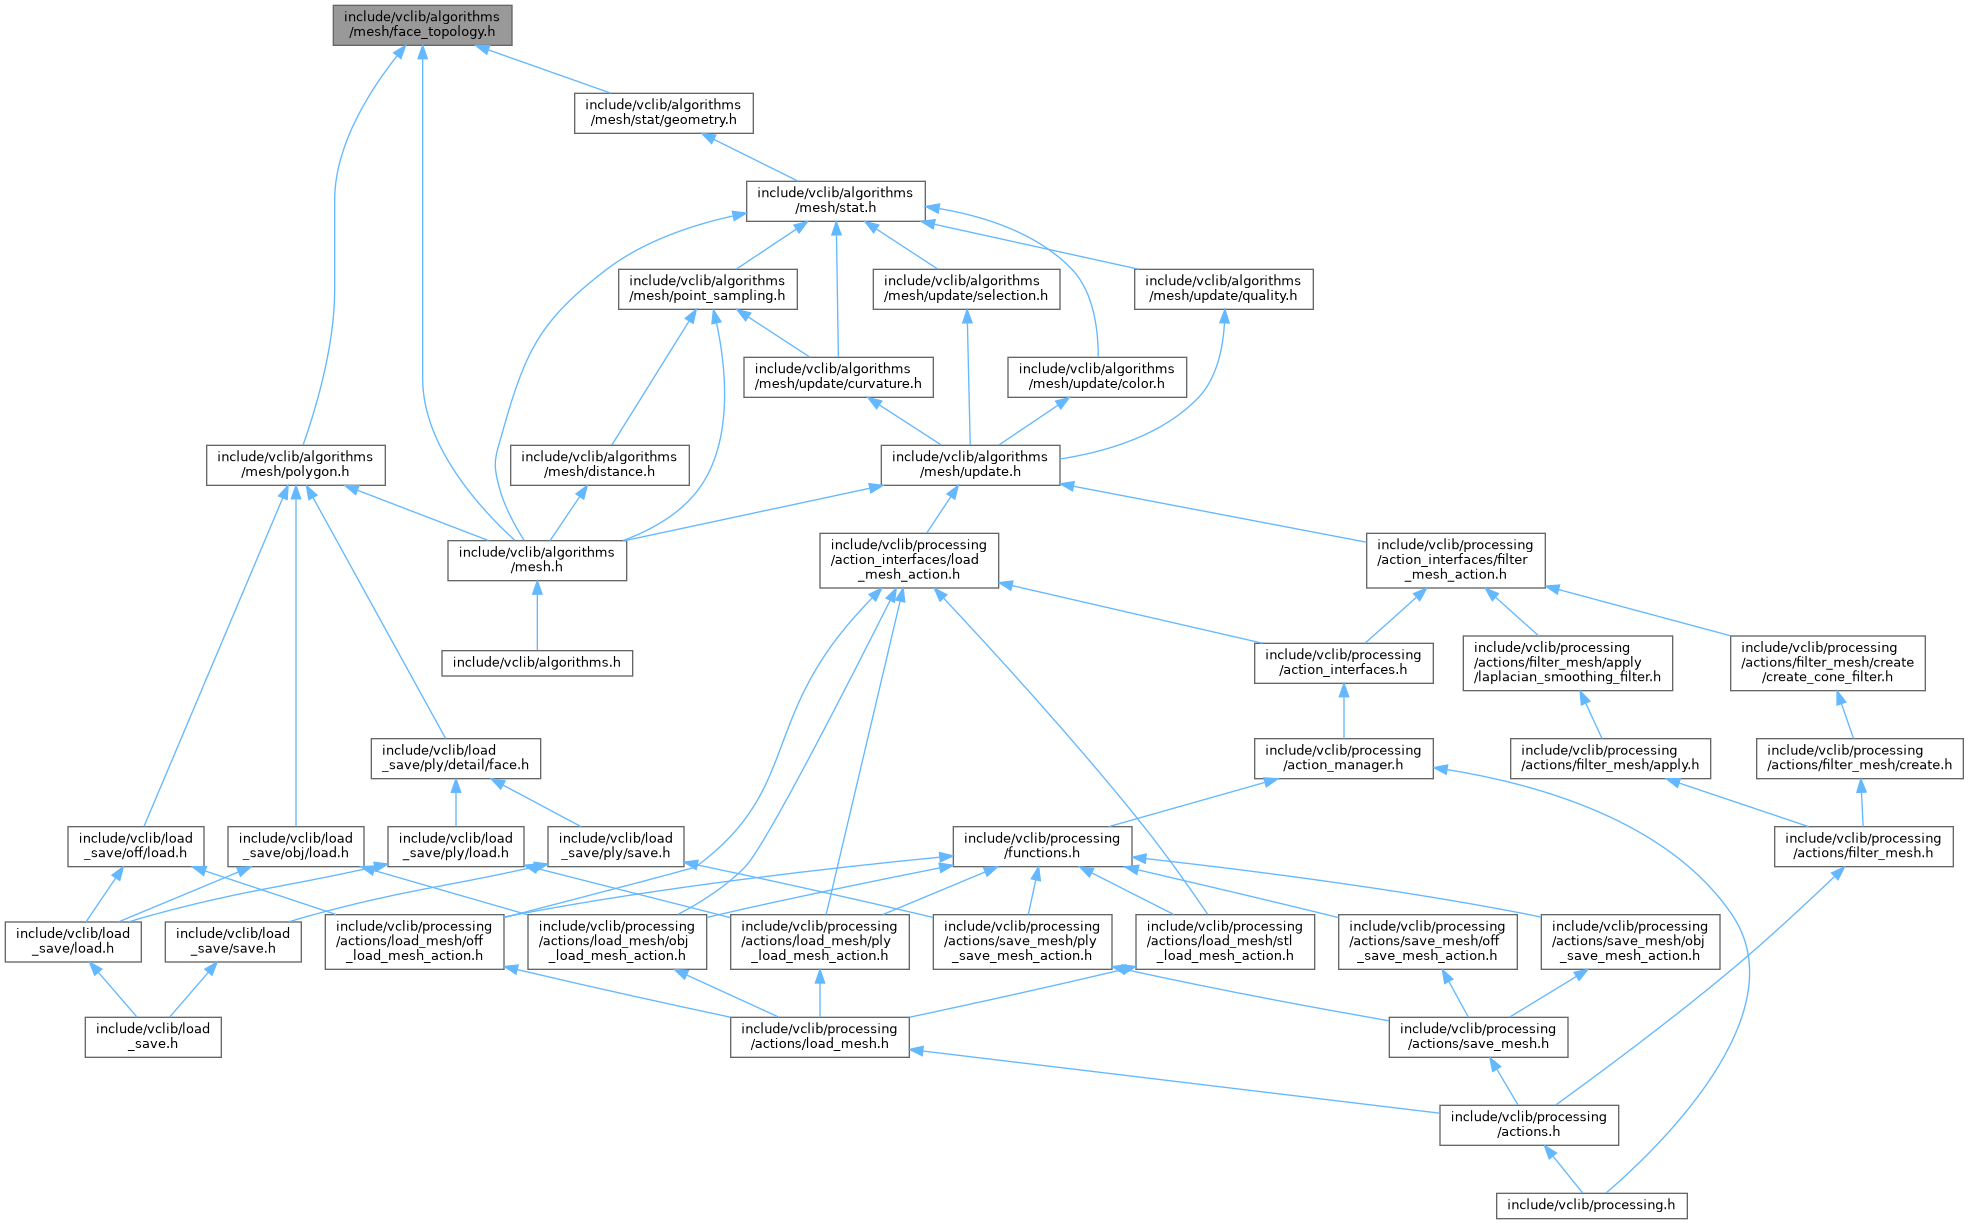 include/vclib/algorithms
/mesh/face_topology.h
include/vclib/algorithms
/mesh/stat/geometry.h
include/vclib/algorithms
/mesh/stat.h
include/vclib/algorithms
/mesh/point_sampling.h
include/vclib/algorithms
/mesh/update/selection.h
include/vclib/algorithms
/mesh/update/quality.h
include/vclib/algorithms
/mesh/update/curvature.h
include/vclib/algorithms
/mesh/update/color.h
include/vclib/algorithms
/mesh/polygon.h
include/vclib/algorithms
/mesh/distance.h
include/vclib/algorithms
/mesh/update.h
include/vclib/algorithms
/mesh.h
include/vclib/processing
/action_interfaces/load
_mesh_action.h
include/vclib/processing
/action_interfaces/filter
_mesh_action.h
include/vclib/algorithms.h
include/vclib/processing
/action_interfaces.h
include/vclib/processing
/actions/filter_mesh/apply
/laplacian_smoothing_filter.h
include/vclib/processing
/actions/filter_mesh/create
/create_cone_filter.h
include/vclib/load
_save/ply/detail/face.h
include/vclib/processing
/action_manager.h
include/vclib/processing
/actions/filter_mesh/apply.h
include/vclib/processing
/actions/filter_mesh/create.h
include/vclib/load
_save/off/load.h
include/vclib/load
_save/obj/load.h
include/vclib/load
_save/ply/load.h
include/vclib/load
_save/ply/save.h
include/vclib/processing
/functions.h
include/vclib/processing
/actions/filter_mesh.h
include/vclib/load
_save/load.h
include/vclib/load
_save/save.h
include/vclib/processing
/actions/load_mesh/off
_load_mesh_action.h
include/vclib/processing
/actions/load_mesh/obj
_load_mesh_action.h
include/vclib/processing
/actions/load_mesh/ply
_load_mesh_action.h
include/vclib/processing
/actions/save_mesh/ply
_save_mesh_action.h
include/vclib/processing
/actions/load_mesh/stl
_load_mesh_action.h
include/vclib/processing
/actions/save_mesh/off
_save_mesh_action.h
include/vclib/processing
/actions/save_mesh/obj
_save_mesh_action.h
include/vclib/load
_save.h
include/vclib/processing
/actions/load_mesh.h
include/vclib/processing
/actions/save_mesh.h
include/vclib/processing
/actions.h
include/vclib/processing.h